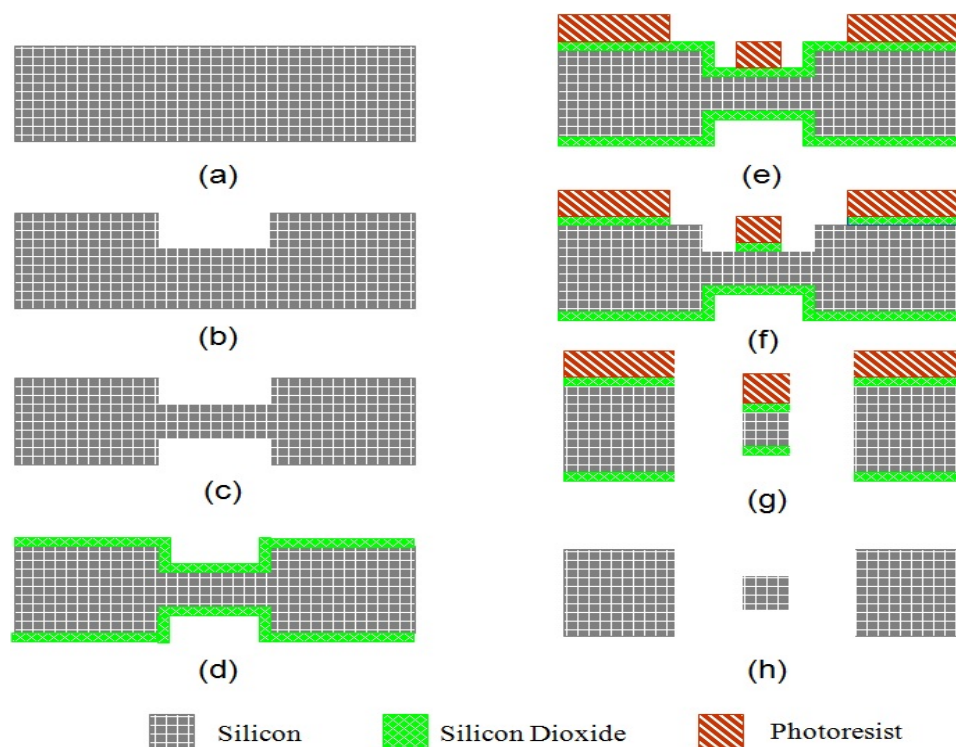 (a)
(b)
(c)
(d)
(e)
(f)
(g)
(h)
Silicon
Silicon Dioxide
Photoresist